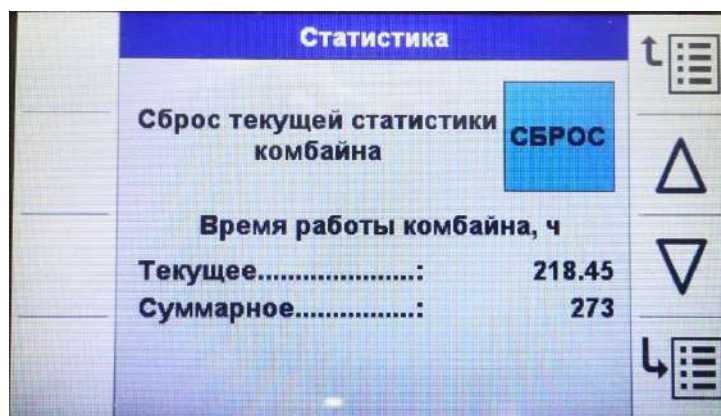 Статистика
Сброс текущей статистики
комбайна
СБРОС
Время работы комбайна, ч
Текущее.....................: 218.45
Суммарное................: 273